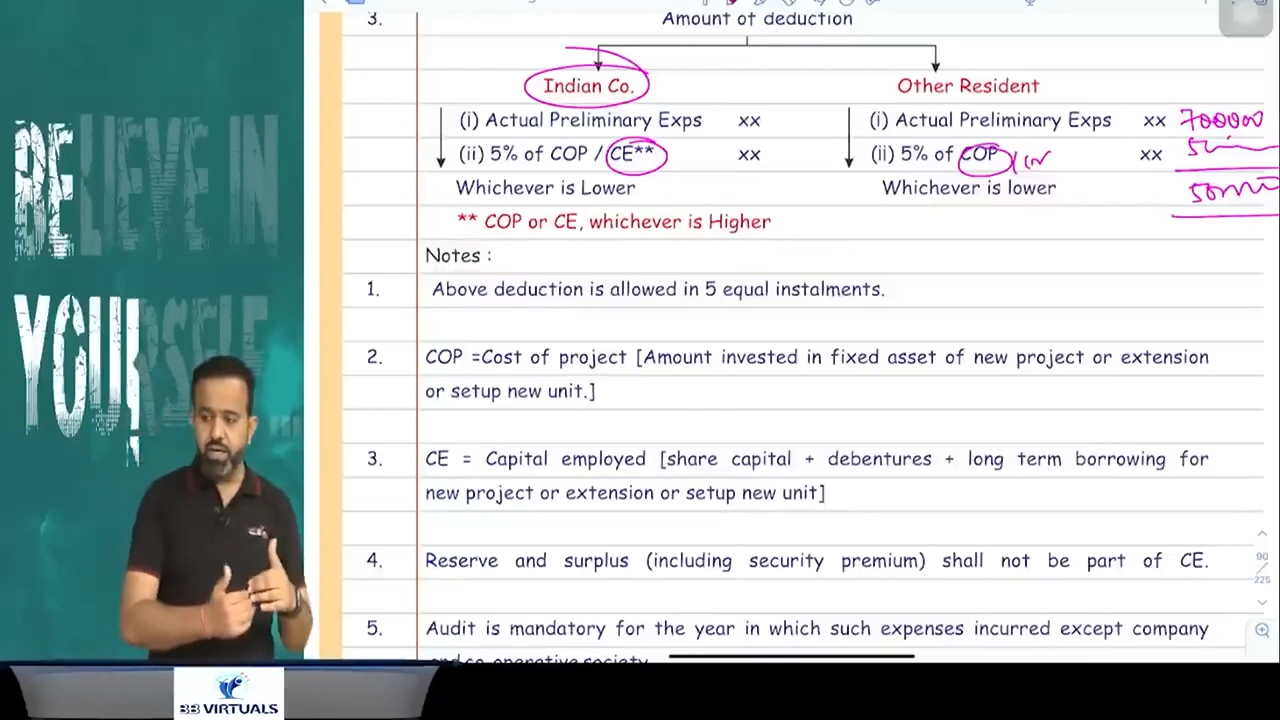 BELIEVE IN
YOURSELF
3. Amount of deduction
Indian Co. Other Resident
(i) Actual Preliminary Exps xx (i) Actual Preliminary Exps xx 700000
(ii) 5% of COP / CE** xx (ii) 5% of COP xx
Whichever is Lower Whichever is lower
** COP or CE, whichever is Higher
Notes :
1. Above deduction is allowed in 5 equal instalments.
2. COP =Cost of project [Amount invested in fixed asset of new project or extension
or setup new unit.]
3. CE = Capital employed [share capital + debentures + long term borrowing for
new project or extension or setup new unit]
4. Reserve and surplus (including security premium) shall not be part of CE.
90
225
5. Audit is mandatory for the year in which such expenses incurred except company
and co-operative society
BB VIRTUALS